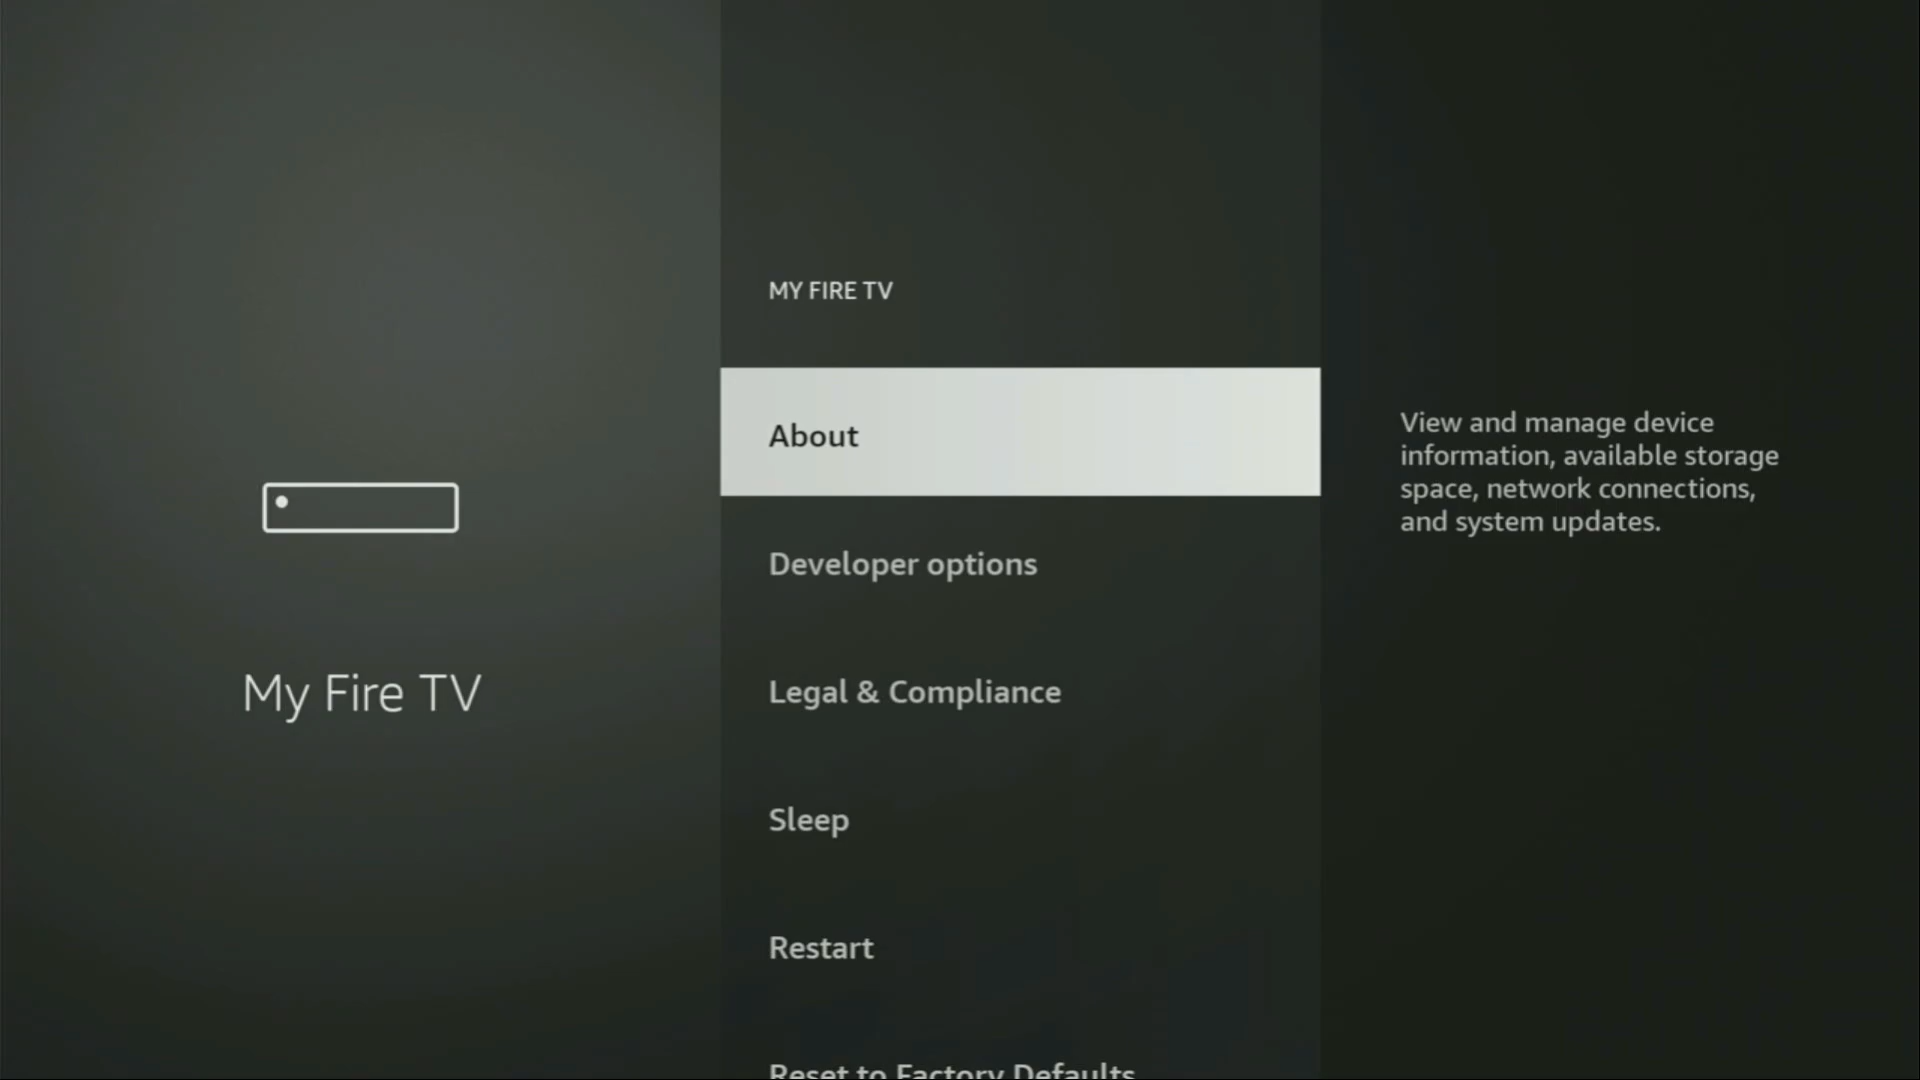 MY FIRE TV
About
Developer options
Legal & Compliance
Sleep
Restart
Reset to Factory Defaults
My Fire TV
View and manage device
information, available storage
space, network connections,
and system updates.